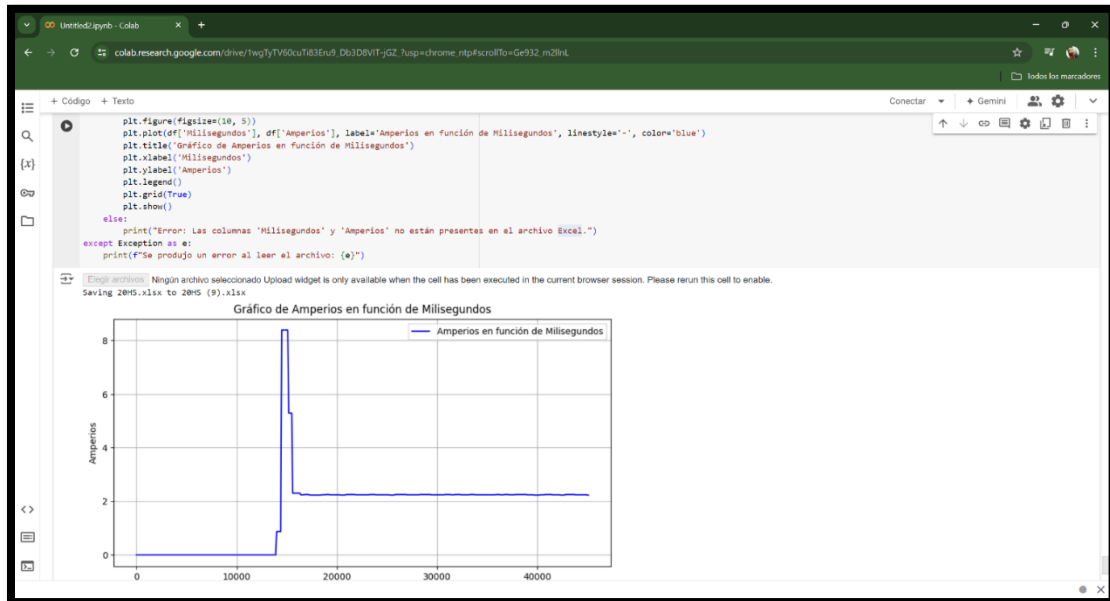 Untitled2.ipynb - Colab
colab.research.google.com/drive/1wgTyTV60cuTi83Eru9_Db3D8VIT-jGZ_?usp=chrome_ntp#scrollTo=Ge932_m2lInL
Todos los marcadores
+ Código + Texto
Conectar
Gemini
plt.figure(figsize=(10, 5))
plt.plot(df['Milisegundos'], df['Amperios'], label='Amperios en función de Milisegundos', linestyle='-', color='blue')
plt.title('Gráfico de Amperios en función de Milisegundos')
plt.xlabel('Milisegundos')
plt.ylabel('Amperios')
plt.legend()
plt.grid(True)
plt.show()
else:
print("Error: Las columnas 'Milisegundos' y 'Amperios' no están presentes en el archivo Excel.")
except Exception as e:
print(f"Se produjo un error al leer el archivo: {e}")
Elegir archivos Ningún archivo seleccionado Upload widget is only available when the cell has been executed in the current browser session. Please rerun this cell to enable.
Saving 20HS.xlsx to 20HS (9).xlsx
Gráfico de Amperios en función de Milisegundos
Amperios en función de Milisegundos
8
6
4
2
0
Amperios
0 10000 20000 30000 40000